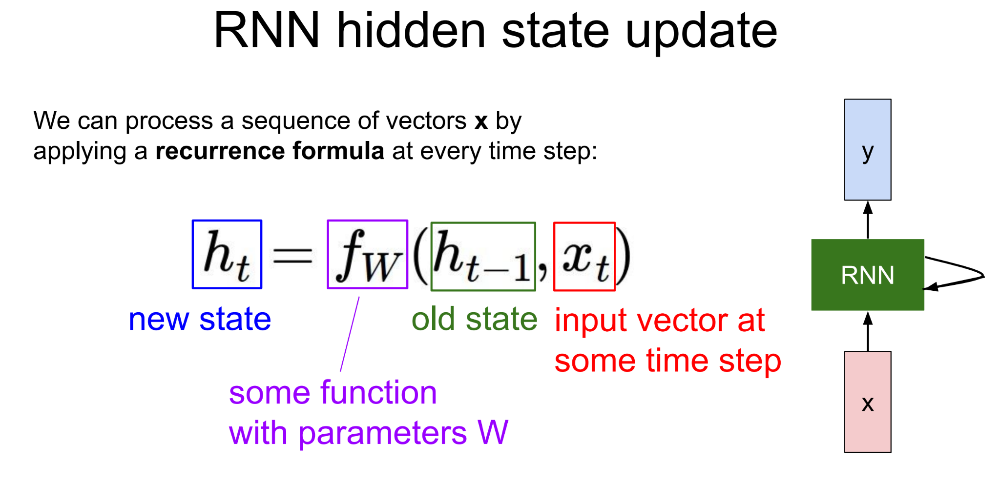 RNN hidden state update
We can process a sequence of vectors x by
applying a recurrence formula at every time step:
h_t = f_W(h_{t-1}, x_t)
new state
old state
input vector at
some time step
some function
with parameters W
y
RNN
x